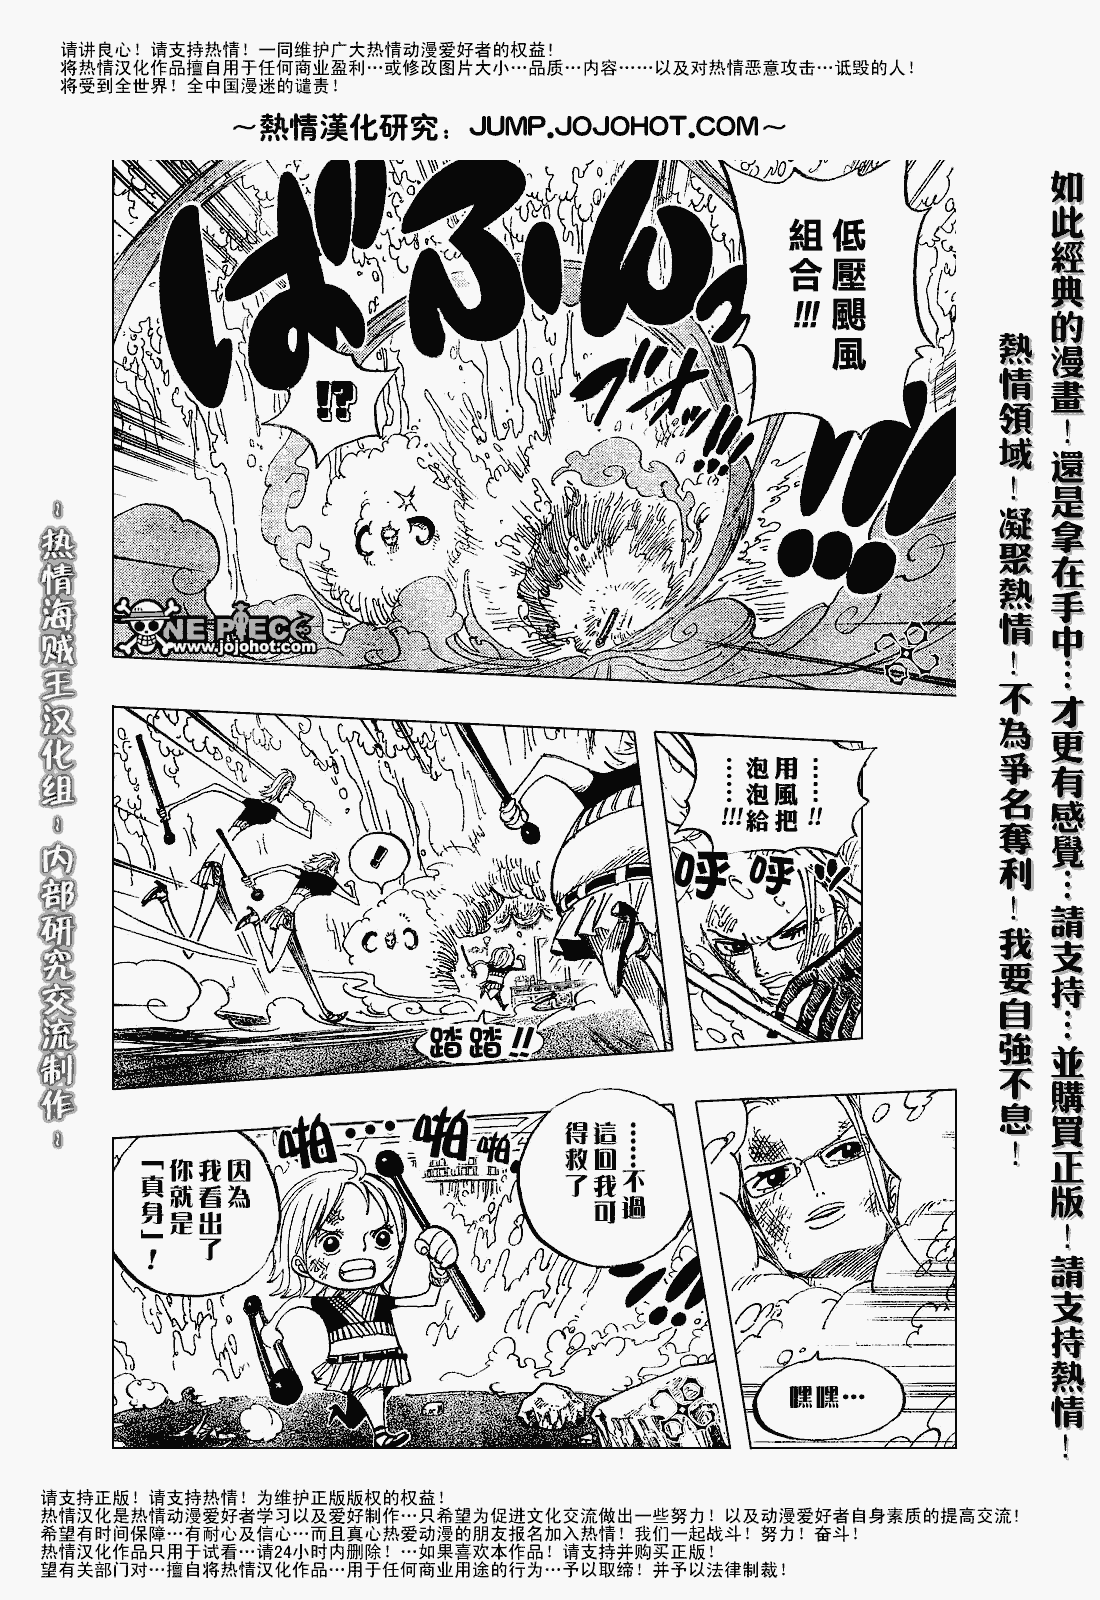 请讲良心！请支持热情！一同维护广大热情动漫爱好者的权益！
将热情汉化作品擅自用于任何商业盈利…或修改图片大小…品质…内容……以及对热情恶意攻击…诋毁的人！
将受到全世界！全中国漫迷的谴责！
～熱情漢化研究：JUMP.JOJOHOT.COM～
如此經典的漫畫！還是拿在手中…才更有感覺…請支持…並購買正版！請支持熱情！
熱情領域！凝聚熱情！不為爭名奪利！我要自強不息！
～热情海贼王汉化组～内部研究交流制作～
低壓颶風
組合!!!
ばふんッ
ブオッ!!!
!?
ONE PIECE
www.jojohot.com
……!!
用風把
泡泡給
……!!!
呼呼ッ
!
踏踏!!
……不過
這回我可
得救了
啪…啪啪…
因為
我看出了
你就是
「真身」！
嘿嘿…
请支持正版！请支持热情！为维护正版版权的权益！
热情汉化是热情动漫爱好者学习以及爱好制作…只希望为促进文化交流做出一些努力！以及动漫爱好者自身素质的提高交流！
希望有时间保障…有耐心及信心…而且真心热爱动漫的朋友报名加入热情！我们一起战斗！努力！奋斗！
热情汉化作品只用于试看…请24小时内删除！…如果喜欢本作品！请支持并购买正版！
望有关部门对…擅自将热情汉化作品…用于任何商业用途的行为…予以取缔！并予以法律制裁！